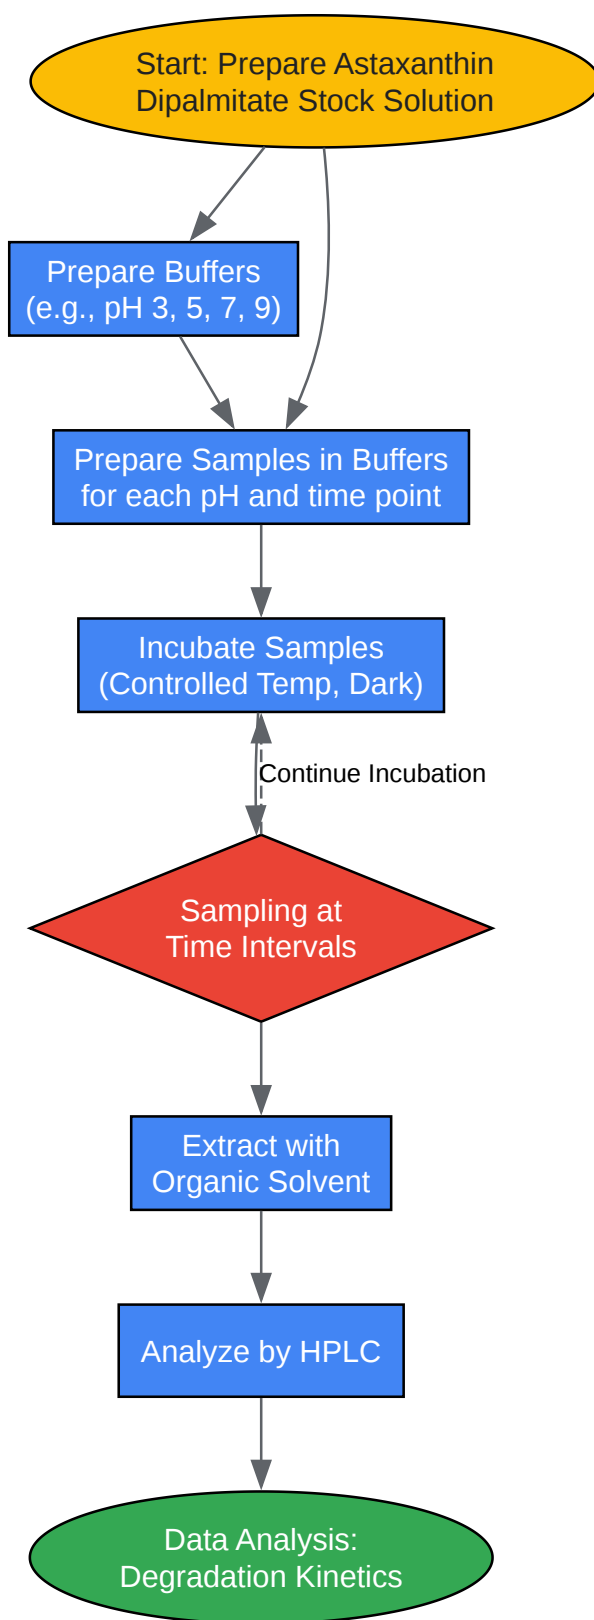 Start: Prepare Astaxanthin
Dipalmitate Stock Solution
Prepare Buffers
(e.g., pH 3, 5, 7, 9)
Prepare Samples in Buffers
for each pH and time point
Incubate Samples
(Controlled Temp, Dark)
Continue Incubation
Sampling at
Time Intervals
Extract with
Organic Solvent
Analyze by HPLC
Data Analysis:
Degradation Kinetics